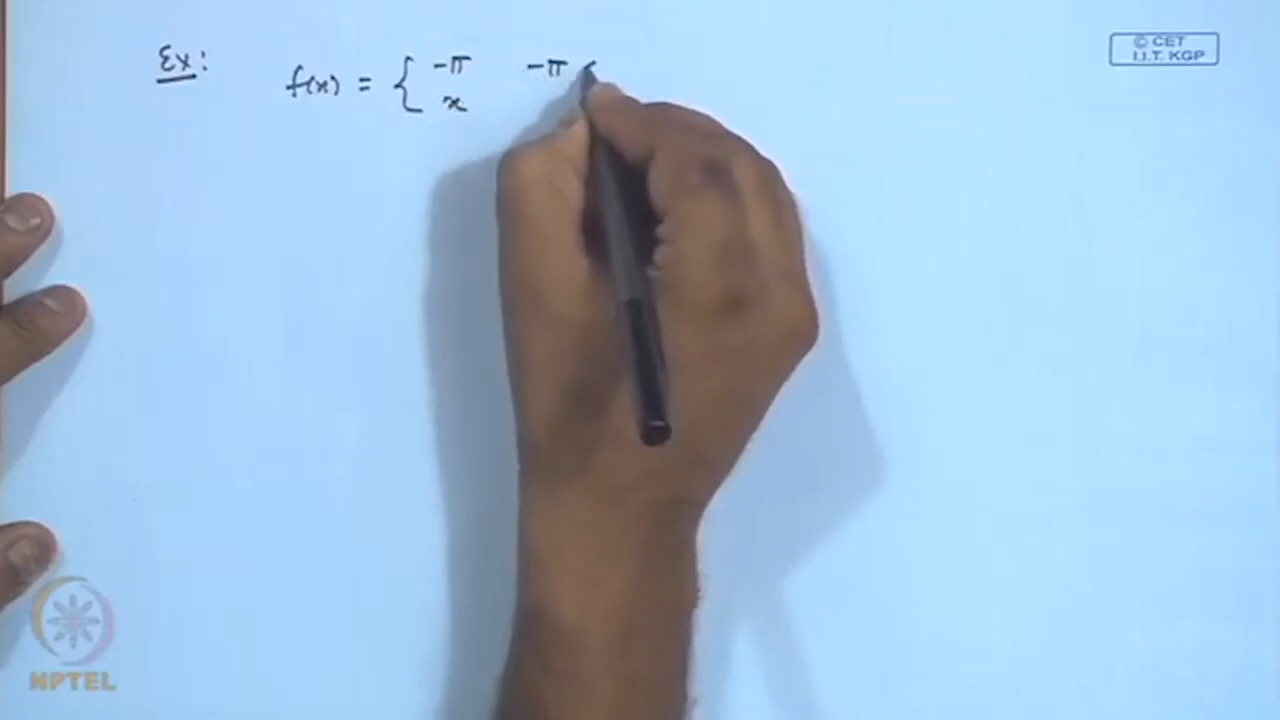 Ex:
f(x) = { -π    -π <
x
© CET
I.I.T. KGP
NPTEL